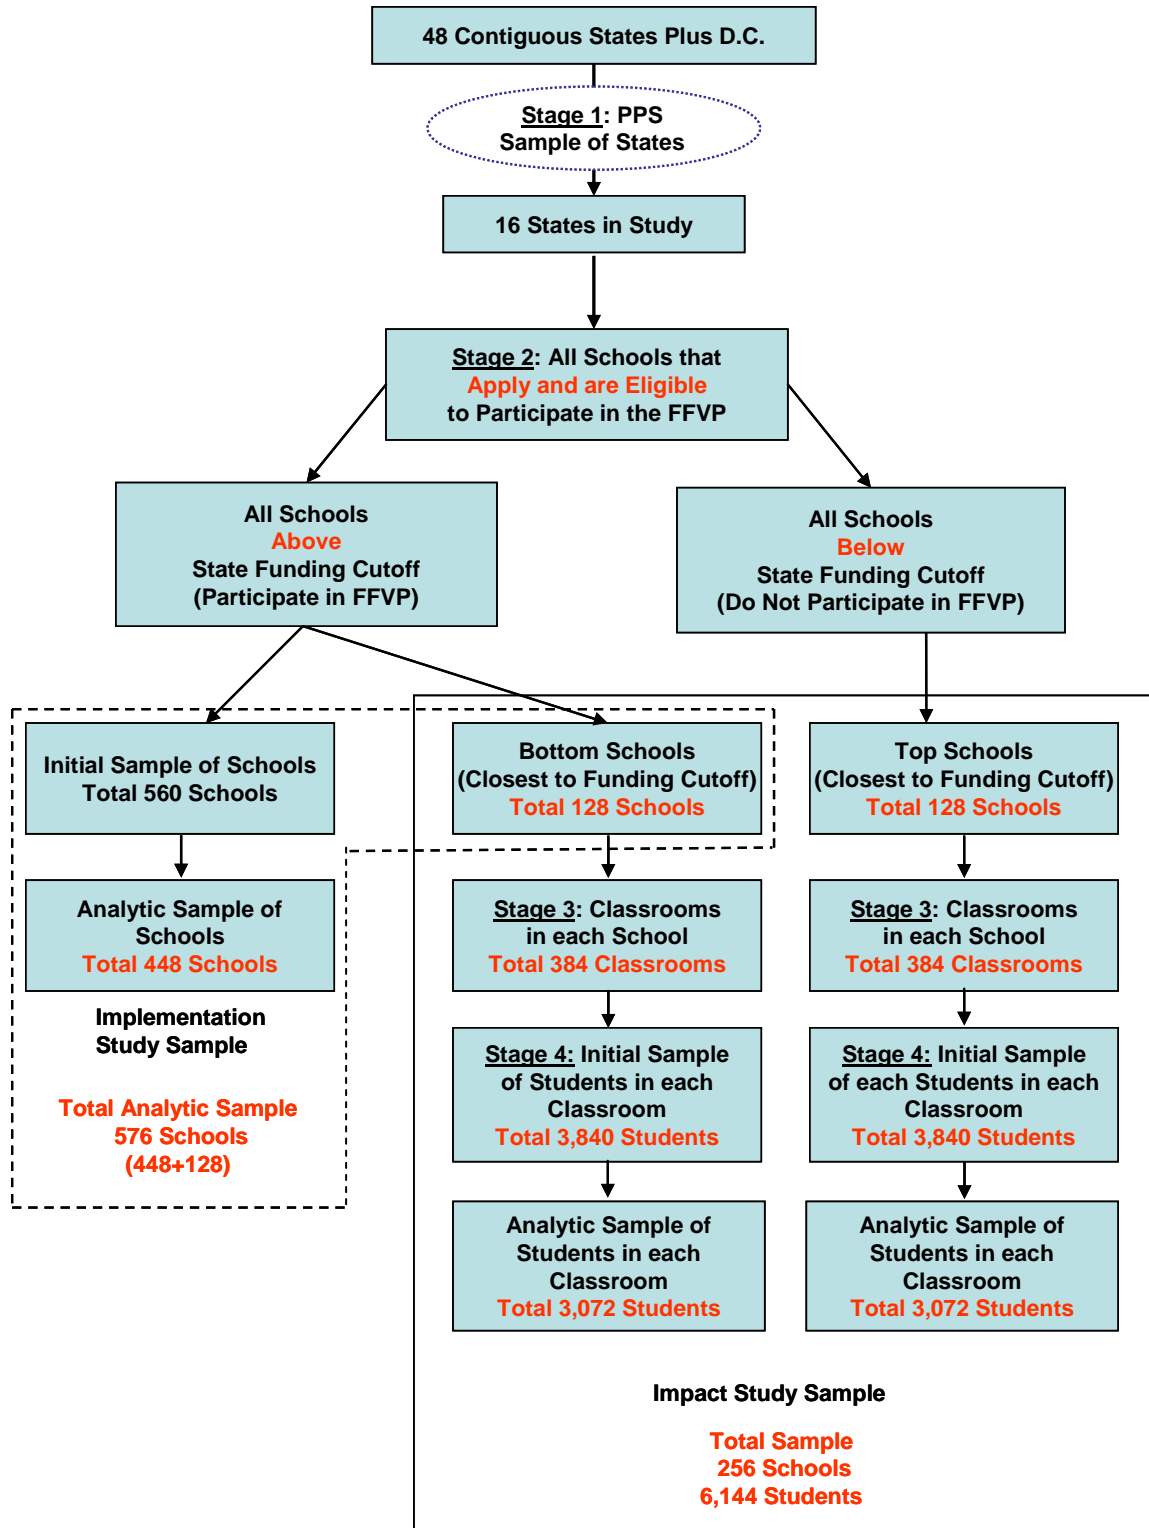 48 Contiguous States Plus D.C.
Stage 1: PPS
Sample of States
16 States in Study
Stage 2: All Schools that
Apply and are Eligible
to Participate in the FFVP
All Schools
Above
State Funding Cutoff
(Participate in FFVP)
All Schools
Below
State Funding Cutoff
(Do Not Participate in FFVP)
Initial Sample of Schools
Total 560 Schools
Bottom Schools
(Closest to Funding Cutoff)
Total 128 Schools
Top Schools
(Closest to Funding Cutoff)
Total 128 Schools
Analytic Sample of
Schools
Total 448 Schools
Stage 3: Classrooms
in each School
Total 384 Classrooms
Stage 3: Classrooms
in each School
Total 384 Classrooms
Implementation
Study Sample
Total Analytic Sample
576 Schools
(448+128)
Stage 4: Initial Sample
of Students in each
Classroom
Total 3,840 Students
Stage 4: Initial Sample
of each Students in each
Classroom
Total 3,840 Students
Analytic Sample of
Students in each
Classroom
Total 3,072 Students
Analytic Sample of
Students in each
Classroom
Total 3,072 Students
Impact Study Sample
Total Sample
256 Schools
6,144 Students